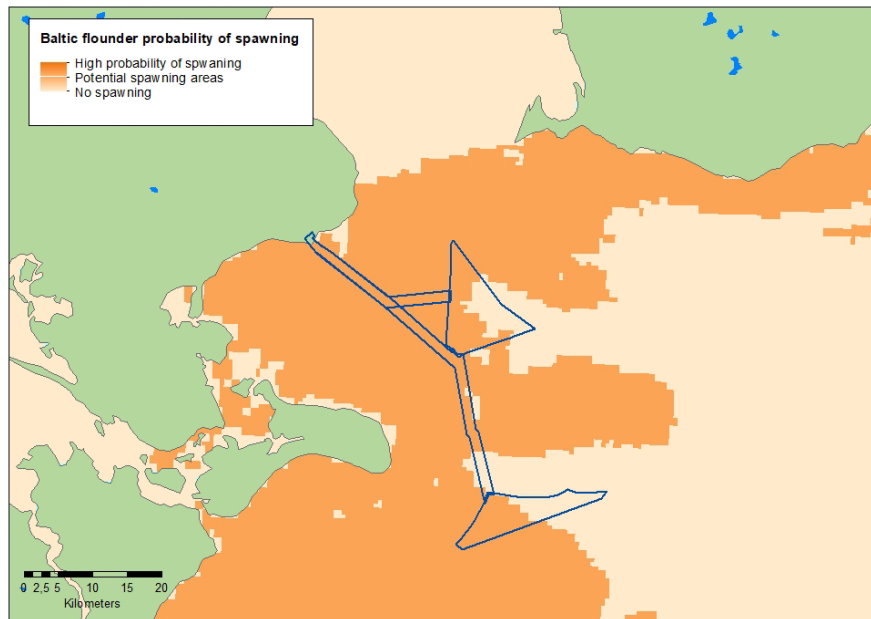 Baltic flounder probability of spawning
High probability of spwaning
Potential spawning areas
No spawning
0 2,5 5 10 15 20
Kilometers